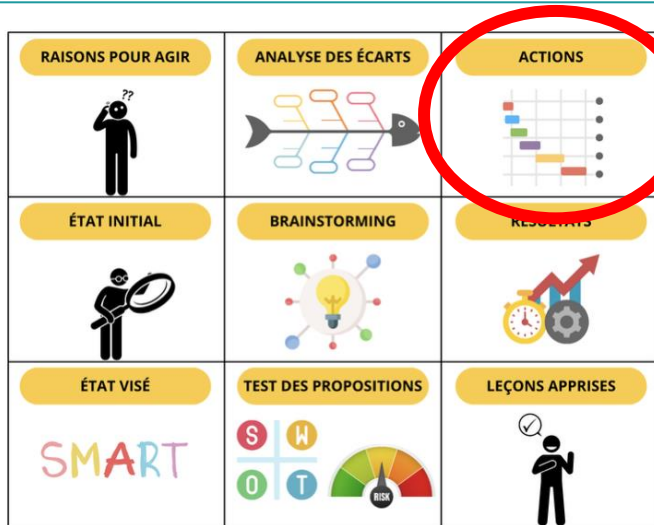 RAISONS POUR AGIR
ANALYSE DES ÉCARTS
ACTIONS
??
ÉTAT INITIAL
BRAINSTORMING
RÉSULTATS
ÉTAT VISÉ
TEST DES PROPOSITIONS
LEÇONS APPRISES
SMART
S W
O T
RISK